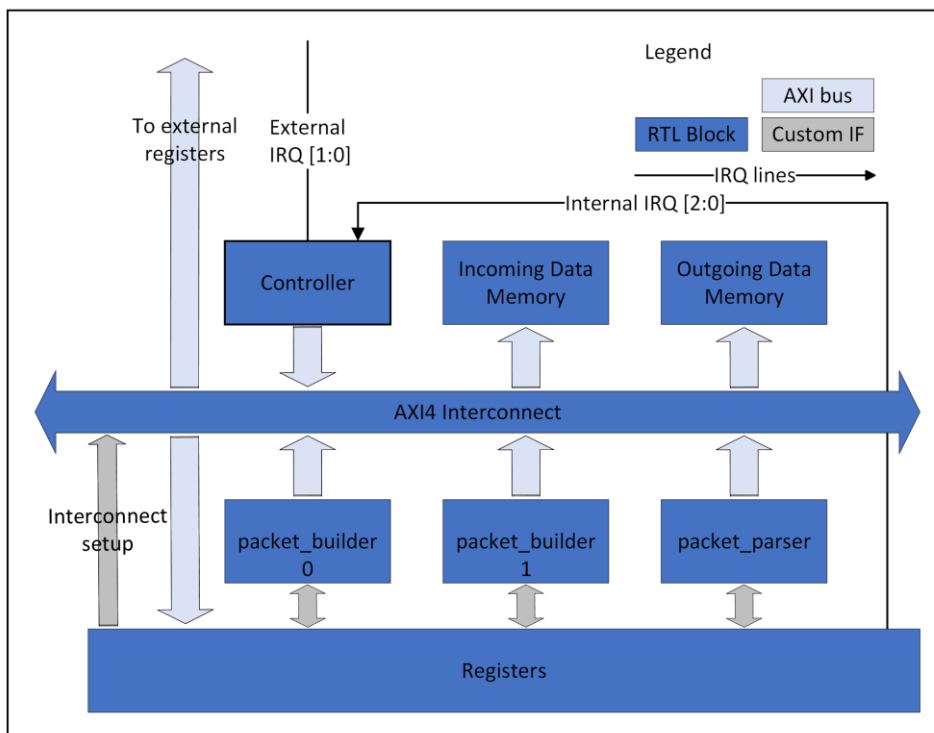 Legend
AXI bus
RTL Block
Custom IF
IRQ lines
To external
registers
External
IRQ [1:0]
Internal IRQ [2:0]
Controller
Incoming Data
Memory
Outgoing Data
Memory
AXI4 Interconnect
Interconnect
setup
packet_builder
0
packet_builder
1
packet_parser
Registers